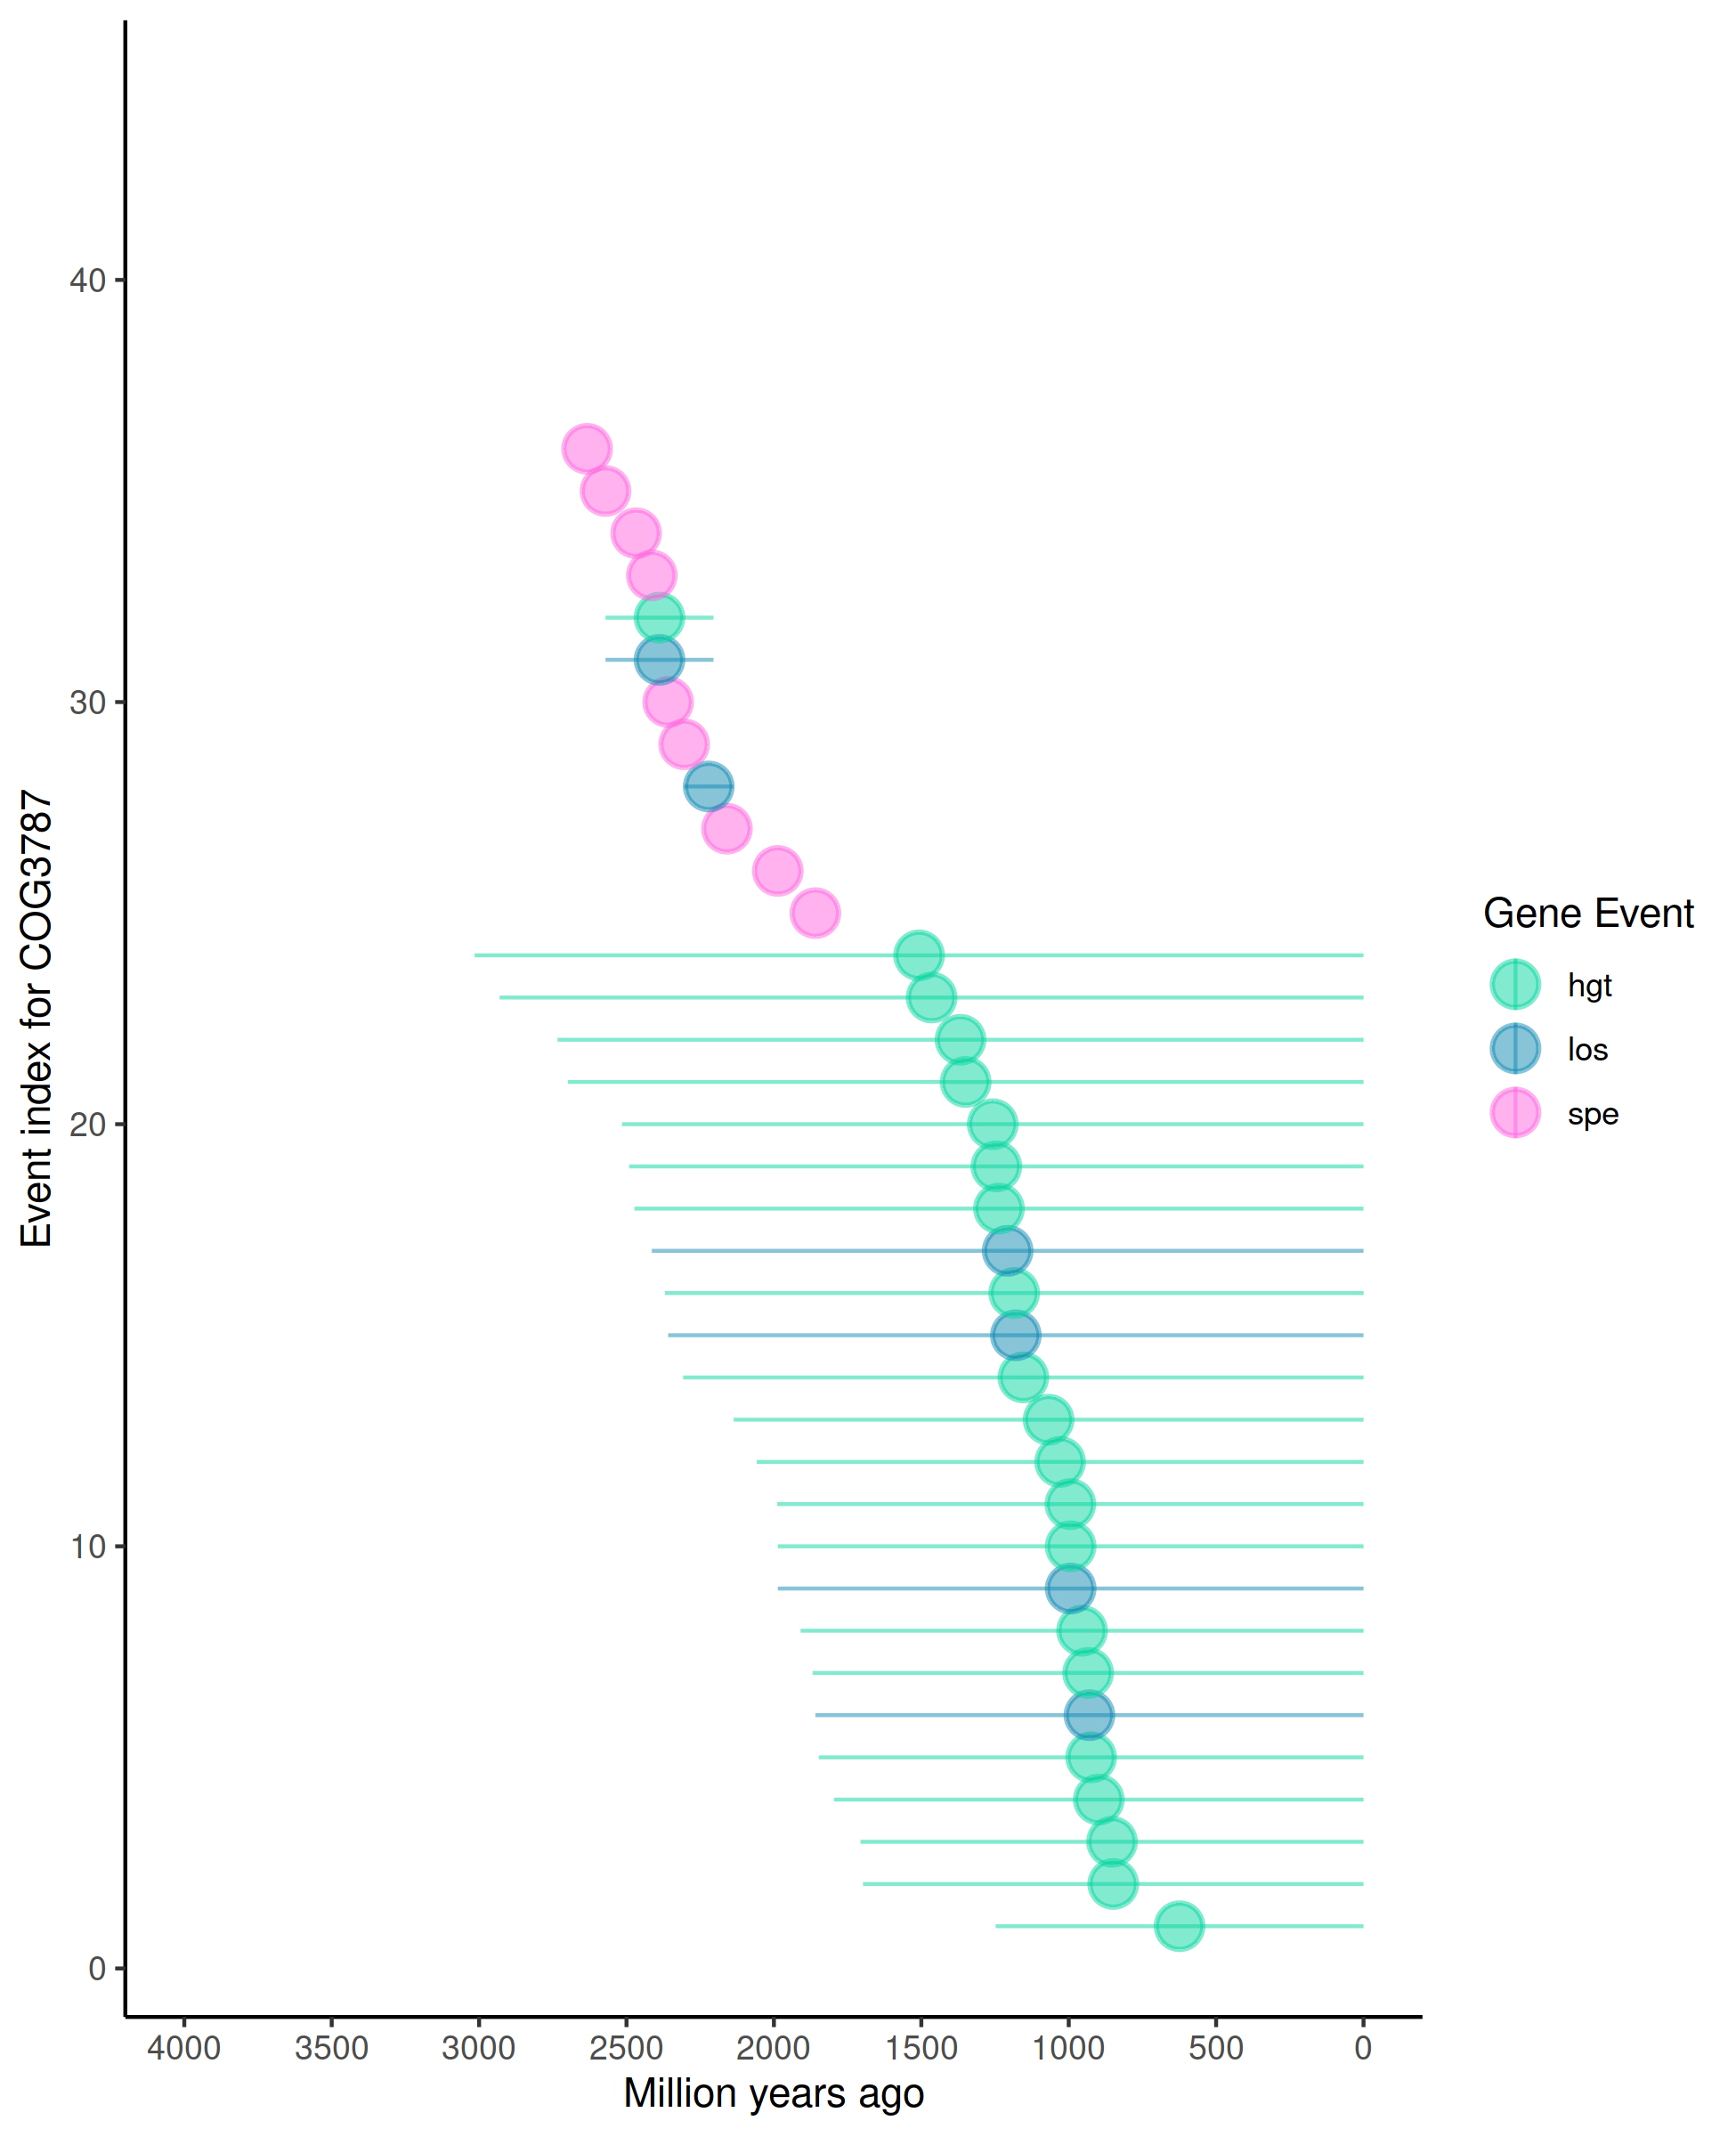 40
30
20
10
0
Event index for COG3787
4000 3500 3000 2500 2000 1500 1000 500 0
Million years ago
Gene Event
hgt
los
spe